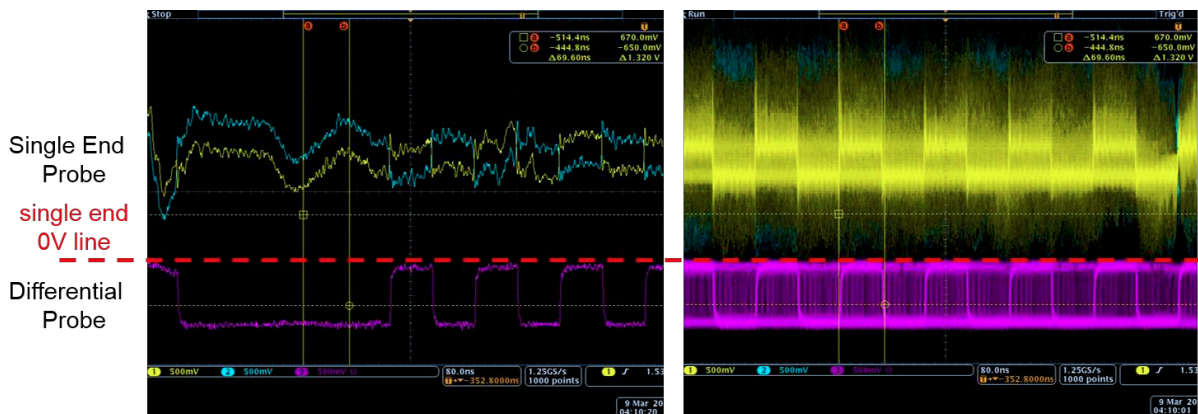 Single End
Probe
single end
0V line
Differential
Probe
Stop
a b
T
a −514.4ns 670.0mV
b −444.8ns −650.0mV
Δ69.60ns Δ1.320 V
1 500mV 2 500mV 500mV Ω
80.0ns
T −352.8000ns
1.25GS/s
1000 points
1 1.53
9 Mar 20
04:10:20
Run Trig'd
a b
T
a −514.4ns 670.0mV
b −444.8ns −650.0mV
Δ69.60ns Δ1.320 V
1 500mV 2 500mV 500mV Ω
80.0ns
T −352.8000ns
1.25GS/s
1000 points
1 1.53
9 Mar 20
04:10:01